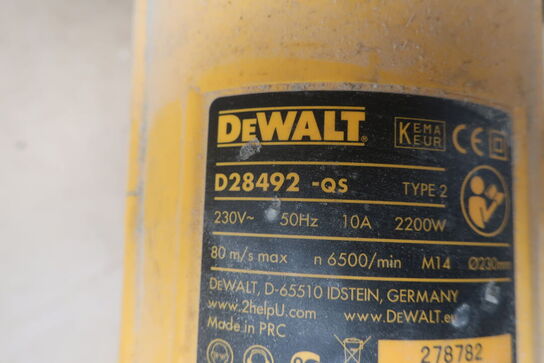 DEWALT
KEMA EUR CE
D28492 -QS TYPE 2
230V~ 50Hz 10A 2200W
80 m/s max n 6500/min M14 Ø230mm
DEWALT, D-65510 IDSTEIN, GERMANY
www.2helpU.com www.DEWALT.eu
Made in PRC
278782